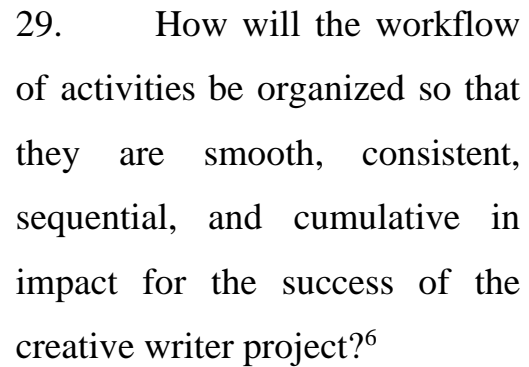 29. How will the workflow
of activities be organized so that
they are smooth, consistent,
sequential, and cumulative in
impact for the success of the
creative writer project?⁶